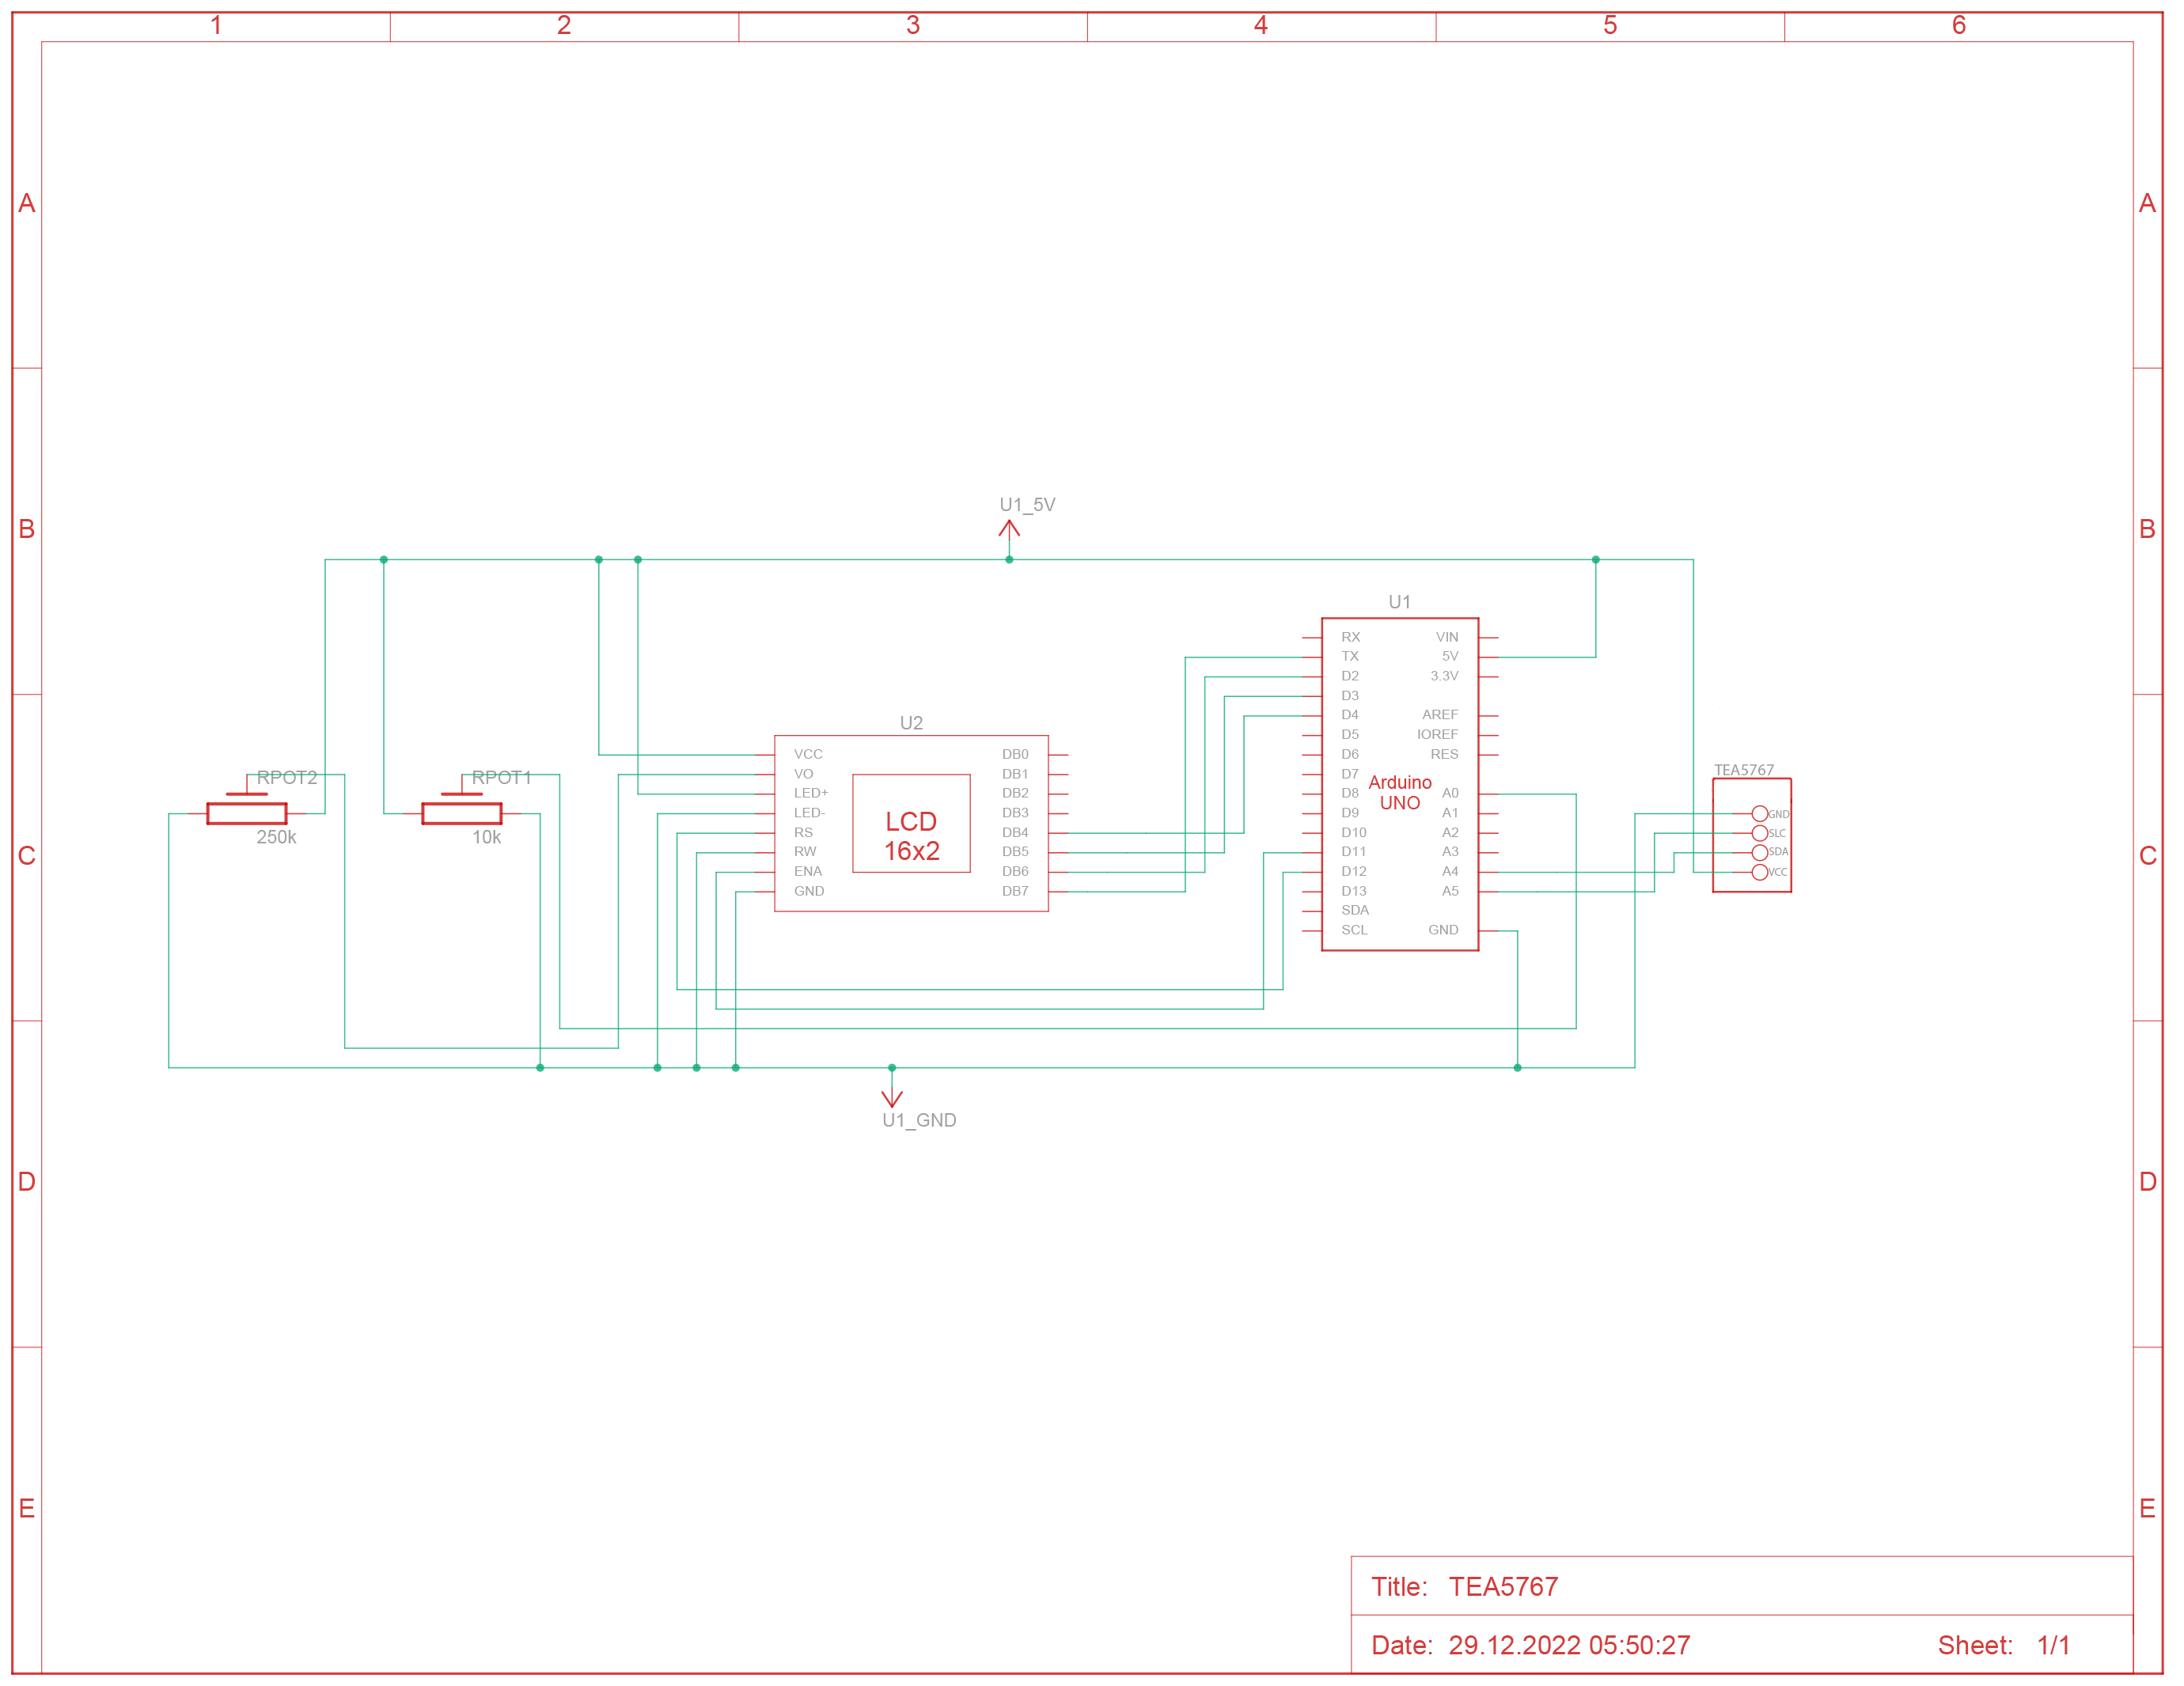 1 2 3 4 5 6
A A
B B
C C
D D
E E
U1_5V
U1
RX VIN
TX 5V
D2 3.3V
D3
D4 AREF
D5 IOREF
D6 RES
D7
Arduino
UNO
D8 A0
D9 A1
D10 A2
D11 A3
D12 A4
D13 A5
SDA
SCL GND
U2
VCC DB0
VO DB1
LED+ DB2
LED- DB3
RS DB4
RW DB5
ENA DB6
GND DB7
LCD
16x2
RPOT2
250k
RPOT1
10k
TEA5767
GND
SLC
SDA
VCC
U1_GND
Title: TEA5767
Date: 29.12.2022 05:50:27 Sheet: 1/1